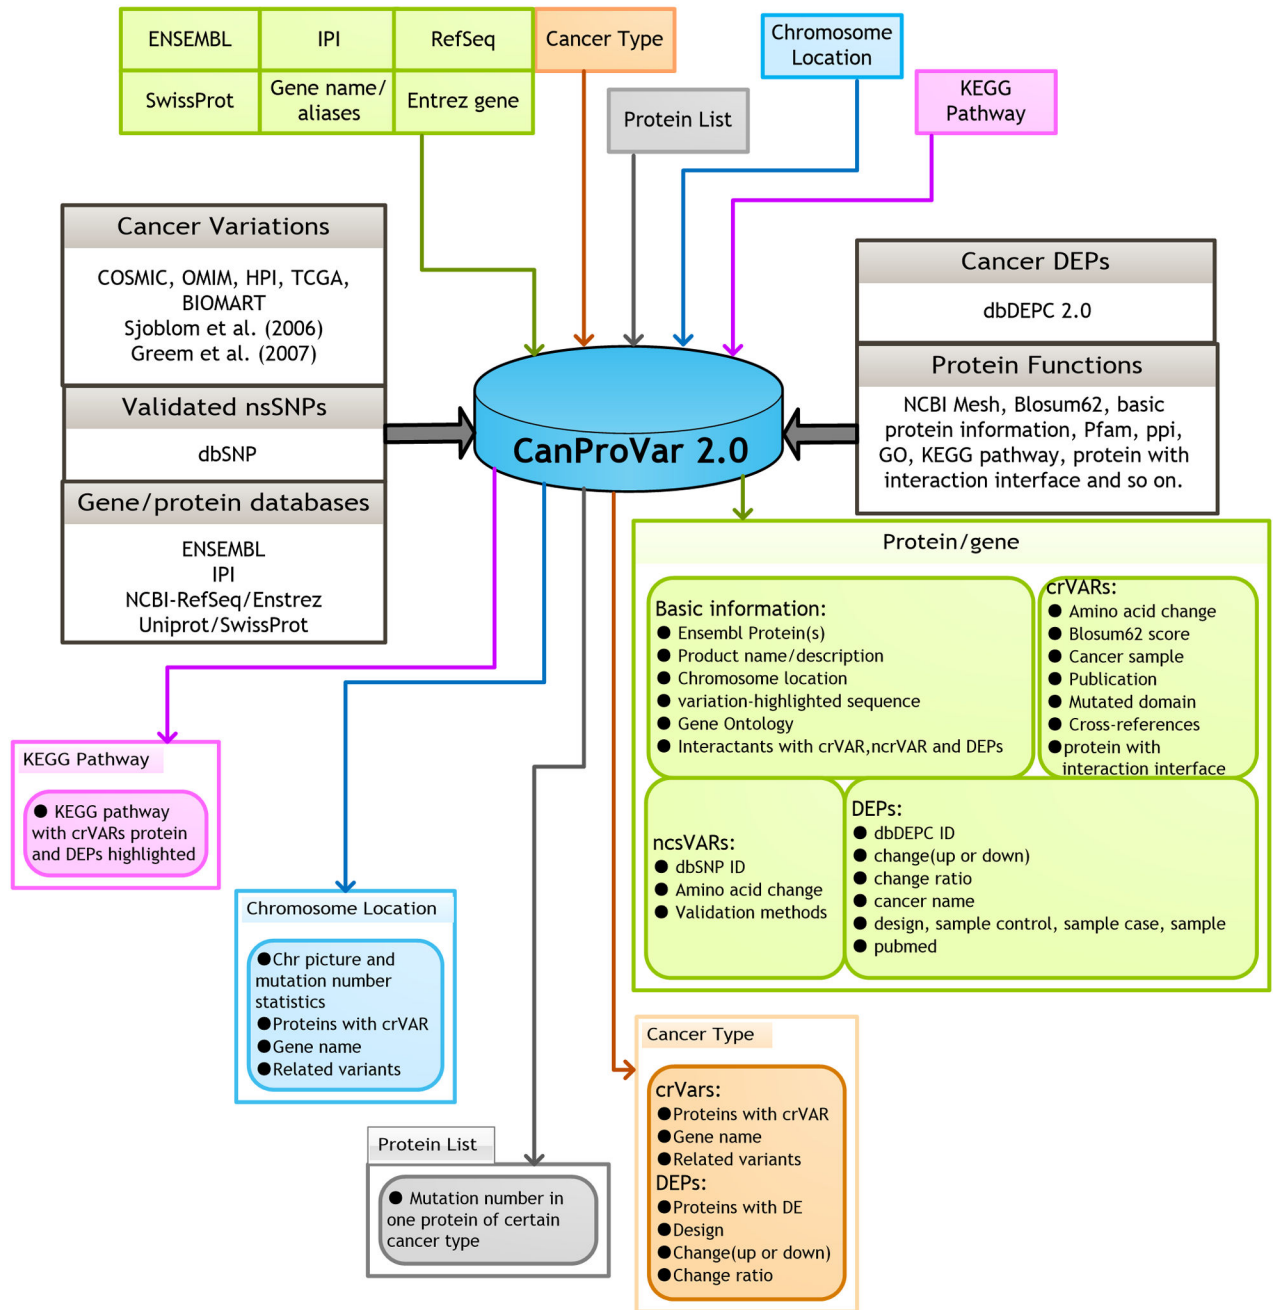 ENSEMBL
IPI
RefSeq
Cancer Type
SwissProt
Gene name/
aliases
Entrez gene
Protein List
Chromosome
Location
KEGG
Pathway
Cancer Variations
COSMIC, OMIM, HPI, TCGA,
BIOMART
Sjoblom et al. (2006)
Greem et al. (2007)
Validated nsSNPs
dbSNP
Gene/protein databases
ENSEMBL
IPI
NCBI-RefSeq/Enstrez
Uniprot/SwissProt
CanProVar 2.0
Cancer DEPs
dbDEPC 2.0
Protein Functions
NCBI Mesh, Blosum62, basic
protein information, Pfam, ppi,
GO, KEGG pathway, protein with
interaction interface and so on.
Protein/gene
Basic information:
● Ensembl Protein(s)
● Product name/description
● Chromosome location
● variation-highlighted sequence
● Gene Ontology
● Interactants with crVAR,ncrVAR and DEPs
crVARs:
● Amino acid change
● Blosum62 score
● Cancer sample
● Publication
● Mutated domain
● Cross-references
●protein with
interaction interface
ncsVARs:
● dbSNP ID
● Amino acid change
● Validation methods
DEPs:
● dbDEPC ID
● change(up or down)
● change ratio
● cancer name
● design, sample control, sample case, sample
● pubmed
KEGG Pathway
● KEGG pathway
with crVARs protein
and DEPs highlighted
Chromosome Location
●Chr picture and
mutation number
statistics
●Proteins with crVAR
●Gene name
●Related variants
Protein List
● Mutation number in
one protein of certain
cancer type
Cancer Type
crVars:
●Proteins with crVAR
●Gene name
●Related variants
DEPs:
●Proteins with DE
●Design
●Change(up or down)
●Change ratio